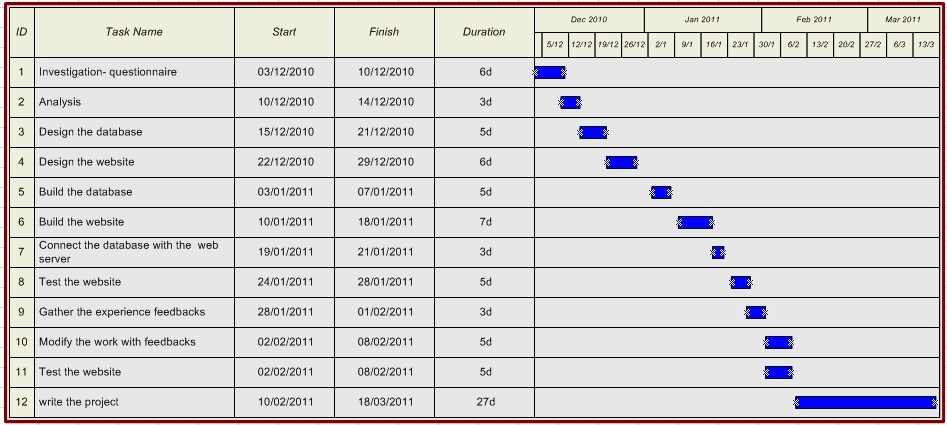 ID Task Name Start Finish Duration Dec 2010 Jan 2011 Feb 2011 Mar 2011
5/12 12/12 19/12 26/12 2/1 9/1 16/1 23/1 30/1 6/2 13/2 20/2 27/2 6/3 13/3
1 Investigation- questionnaire 03/12/2010 10/12/2010 6d
2 Analysis 10/12/2010 14/12/2010 3d
3 Design the database 15/12/2010 21/12/2010 5d
4 Design the website 22/12/2010 29/12/2010 6d
5 Build the database 03/01/2011 07/01/2011 5d
6 Build the website 10/01/2011 18/01/2011 7d
7 Connect the database with the web
server 19/01/2011 21/01/2011 3d
8 Test the website 24/01/2011 28/01/2011 5d
9 Gather the experience feedbacks 28/01/2011 01/02/2011 3d
10 Modify the work with feedbacks 02/02/2011 08/02/2011 5d
11 Test the website 02/02/2011 08/02/2011 5d
12 write the project 10/02/2011 18/03/2011 27d